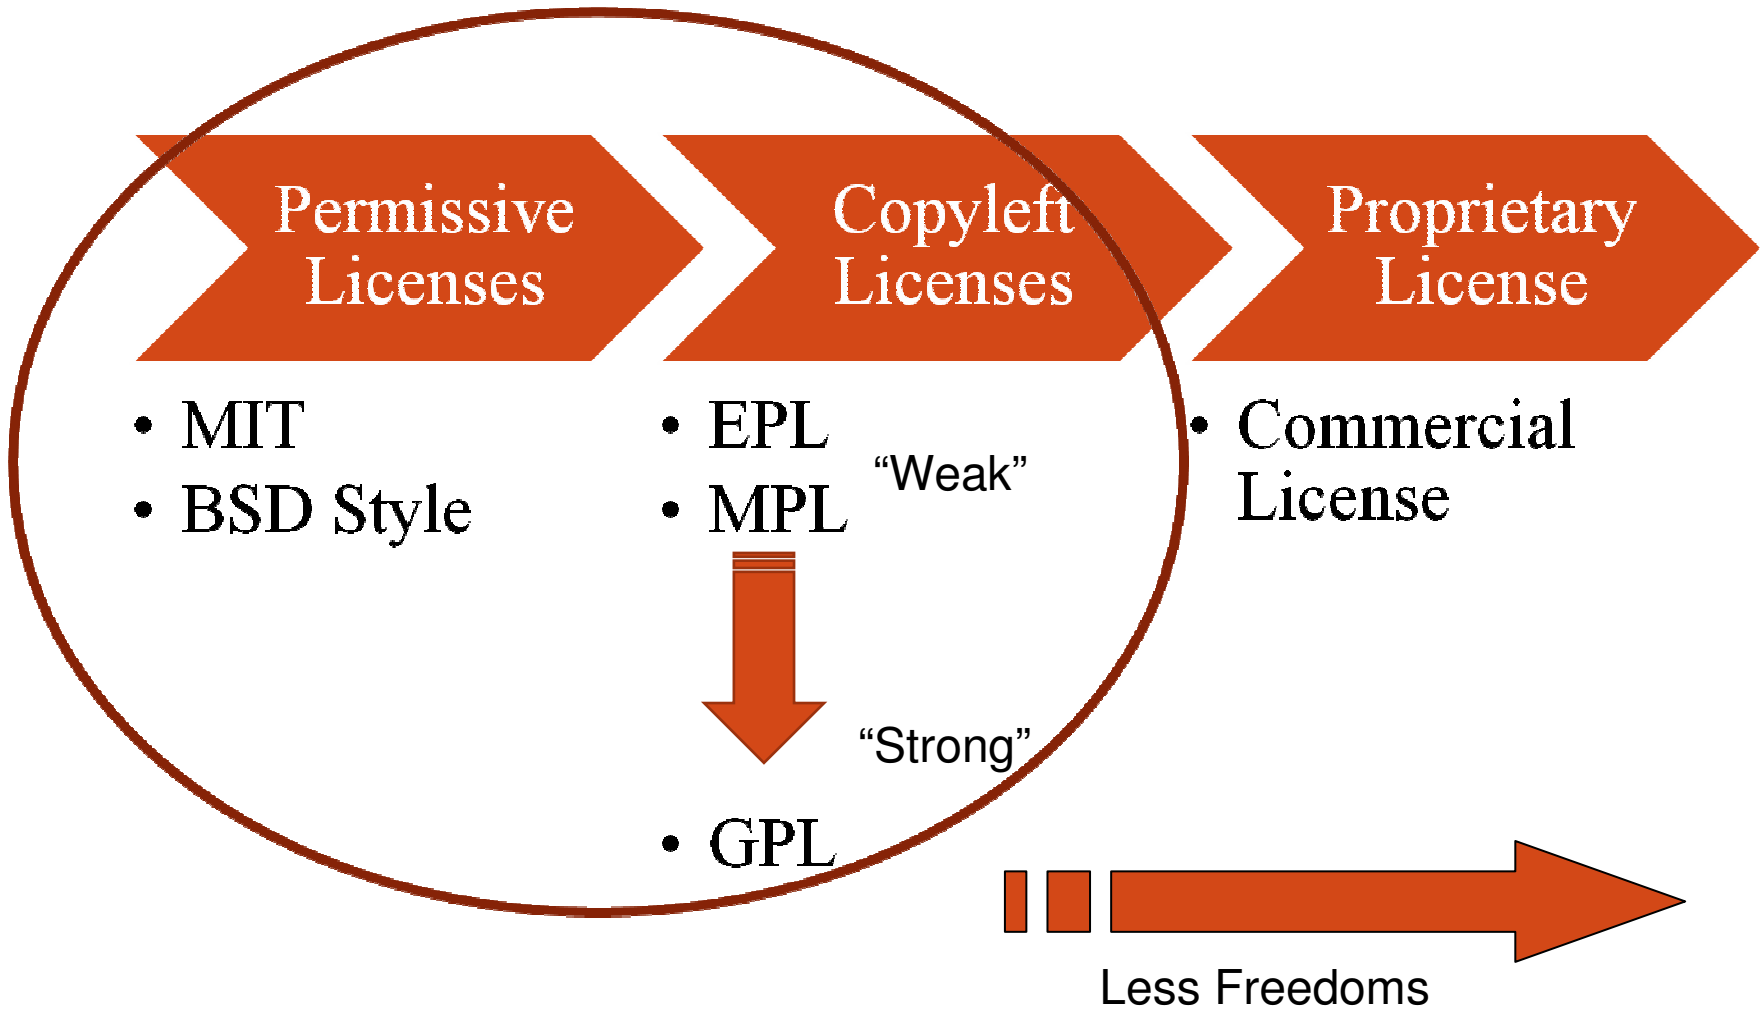 Permissive
Licenses
Copyleft
Licenses
Proprietary
License
• MIT
• BSD Style
• EPL
“Weak”
• MPL
“Strong”
• GPL
• Commercial
License
Less Freedoms